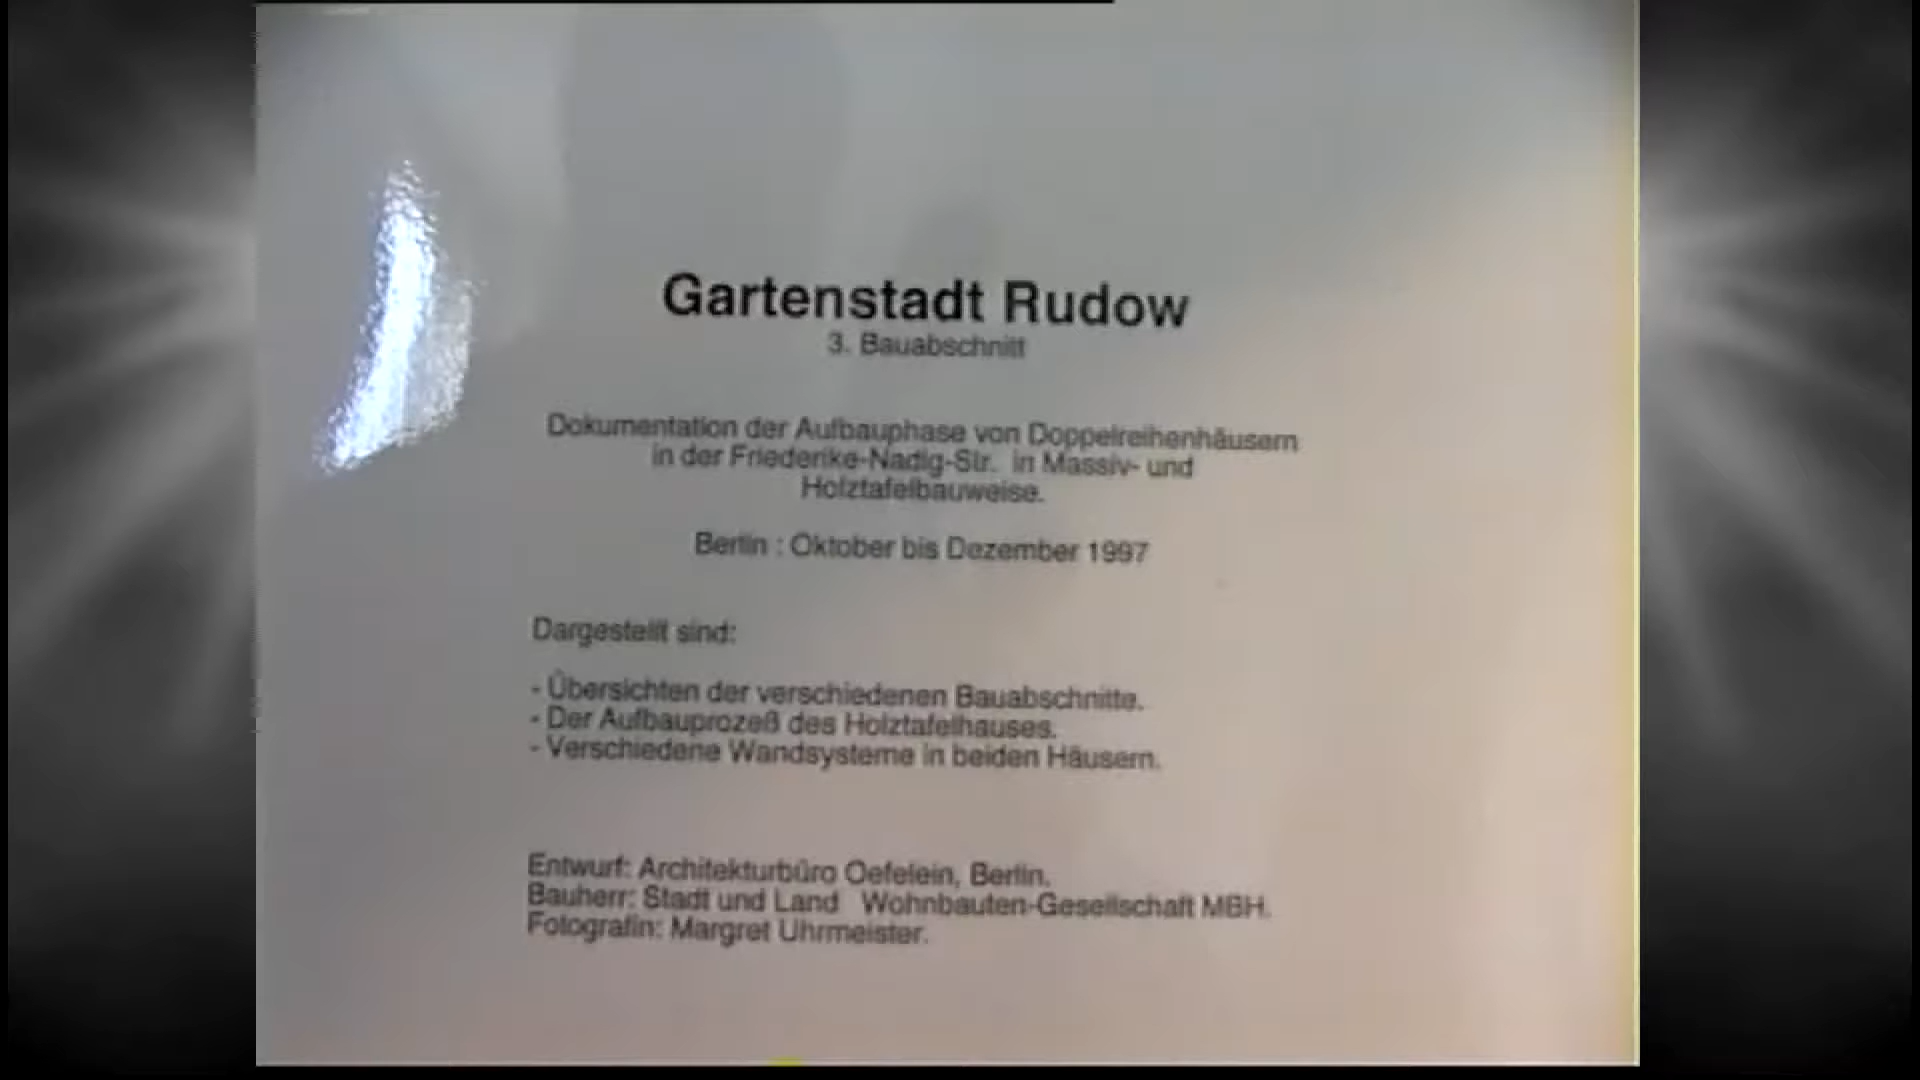 Gartenstadt Rudow
3. Bauabschnitt
Dokumentation der Aufbauphase von Doppelreihenhäusern
in der Friederike-Nadig-Str. in Massiv- und
Holztafelbauweise.
Berlin : Oktober bis Dezember 1997
Dargestellt sind:
- Übersichten der verschiedenen Bauabschnitte.
- Der Aufbauprozeß des Holztafelhauses.
- Verschiedene Wandsysteme in beiden Häusern.
Entwurf: Architekturbüro Oefelein, Berlin.
Bauherr: Stadt und Land Wohnbauten-Gesellschaft MBH.
Fotografin: Margret Uhrmeister.